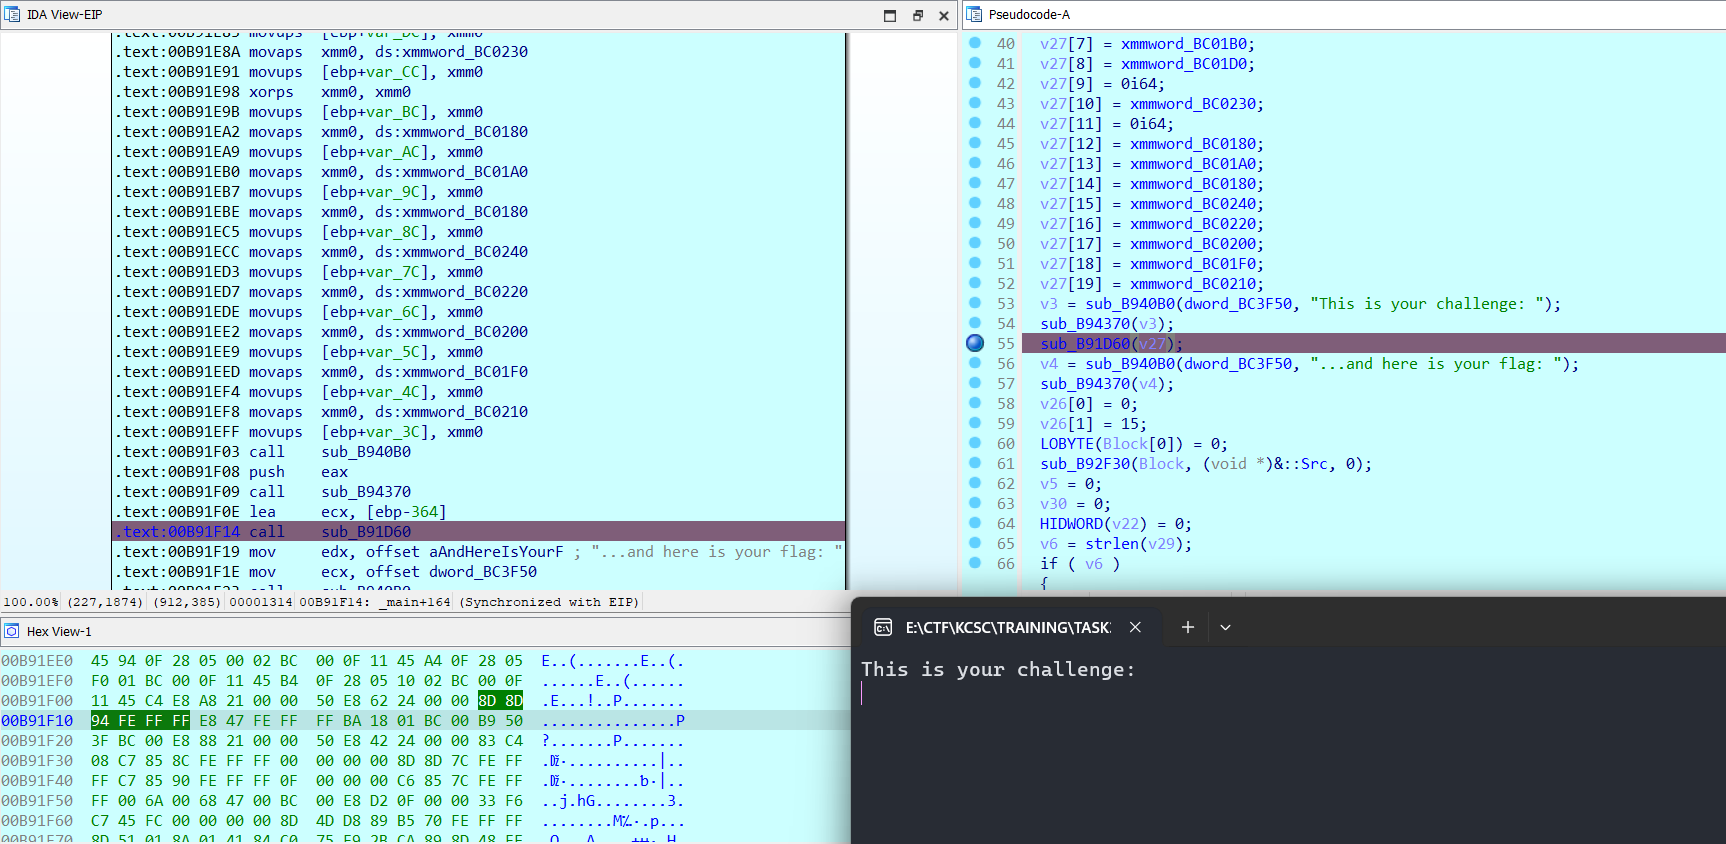 IDA View-EIP
.text:00B91E8A movaps xmm0, ds:xmmword_BC0230
.text:00B91E91 movups [ebp+var_CC], xmm0
.text:00B91E98 xorps xmm0, xmm0
.text:00B91E9B movups [ebp+var_BC], xmm0
.text:00B91EA2 movaps xmm0, ds:xmmword_BC0180
.text:00B91EA9 movups [ebp+var_AC], xmm0
.text:00B91EB0 movaps xmm0, ds:xmmword_BC01A0
.text:00B91EB7 movups [ebp+var_9C], xmm0
.text:00B91EBE movaps xmm0, ds:xmmword_BC0180
.text:00B91EC5 movups [ebp+var_8C], xmm0
.text:00B91ECC movaps xmm0, ds:xmmword_BC0240
.text:00B91ED3 movups [ebp+var_7C], xmm0
.text:00B91ED7 movaps xmm0, ds:xmmword_BC0220
.text:00B91EDE movups [ebp+var_6C], xmm0
.text:00B91EE2 movaps xmm0, ds:xmmword_BC0200
.text:00B91EE9 movups [ebp+var_5C], xmm0
.text:00B91EED movaps xmm0, ds:xmmword_BC01F0
.text:00B91EF4 movups [ebp+var_4C], xmm0
.text:00B91EF8 movaps xmm0, ds:xmmword_BC0210
.text:00B91EFF movups [ebp+var_3C], xmm0
.text:00B91F03 call sub_B940B0
.text:00B91F08 push eax
.text:00B91F09 call sub_B94370
.text:00B91F0E lea ecx, [ebp-364]
.text:00B91F14 call sub_B91D60
.text:00B91F19 mov edx, offset aAndHereIsYourF ; "...and here is your flag: "
.text:00B91F1E mov ecx, offset dword_BC3F50
100.00% (227,1874) (912,385) 00001314 00B91F14: _main+164 (Synchronized with EIP)
Pseudocode-A
40 v27[7] = xmmword_BC01B0;
41 v27[8] = xmmword_BC01D0;
42 v27[9] = 0i64;
43 v27[10] = xmmword_BC0230;
44 v27[11] = 0i64;
45 v27[12] = xmmword_BC0180;
46 v27[13] = xmmword_BC01A0;
47 v27[14] = xmmword_BC0180;
48 v27[15] = xmmword_BC0240;
49 v27[16] = xmmword_BC0220;
50 v27[17] = xmmword_BC0200;
51 v27[18] = xmmword_BC01F0;
52 v27[19] = xmmword_BC0210;
53 v3 = sub_B940B0(dword_BC3F50, "This is your challenge: ");
54 sub_B94370(v3);
55 sub_B91D60(v27);
56 v4 = sub_B940B0(dword_BC3F50, "...and here is your flag: ");
57 sub_B94370(v4);
58 v26[0] = 0;
59 v26[1] = 15;
60 LOBYTE(Block[0]) = 0;
61 sub_B92F30(Block, (void *)&::Src, 0);
62 v5 = 0;
63 v30 = 0;
64 HIDWORD(v22) = 0;
65 v6 = strlen(v29);
66 if ( v6 )
{
Hex View-1
00B91EE0 45 94 0F 28 05 00 02 BC 00 0F 11 45 A4 0F 28 05 E..(.......E..(.
00B91EF0 F0 01 BC 00 0F 11 45 B4 0F 28 05 10 02 BC 00 0F ......E..(......
00B91F00 11 45 C4 E8 A8 21 00 00 50 E8 62 24 00 00 8D 8D .E...!..P.......
00B91F10 94 FE FF FF E8 47 FE FF FF BA 18 01 BC 00 B9 50 ...............P
00B91F20 3F BC 00 E8 88 21 00 00 50 E8 42 24 00 00 83 C4 ?.......P.......
00B91F30 08 C7 85 8C FE FF FF 00 00 00 00 8D 8D 7C FE FF
00B91F40 FF C7 85 90 FE FF FF 0F 00 00 00 C6 85 7C FE FF
00B91F50 FF 00 6A 00 68 47 00 BC 00 E8 D2 0F 00 00 33 F6 ..j.hG........3.
00B91F60 C7 45 FC 00 00 00 00 8D 4D D8 89 B5 70 FE FF FF
E:\CTF\KCSC\TRAINING\TASK
This is your challenge: